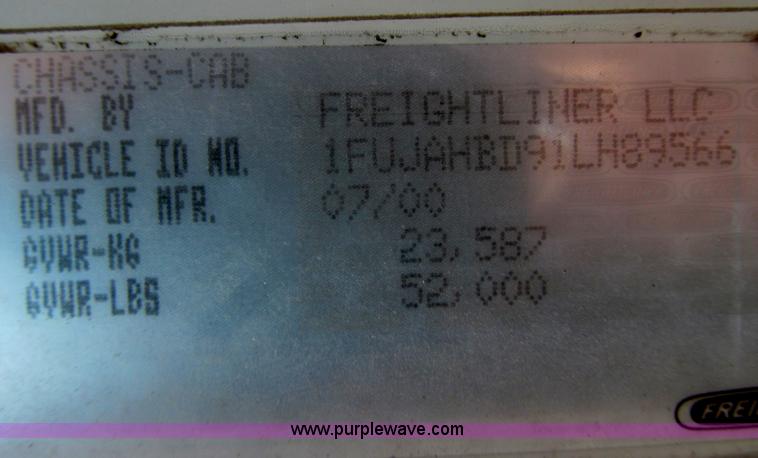 CHASSIS-CAB
MFD. BY FREIGHTLINER LLC
VEHICLE ID NO. 1FUJAHBD91LH89566
DATE OF MFR. 07/00
GVWR-KG 23,587
GVWR-LBS 52,000
FREI
www.purplewave.com